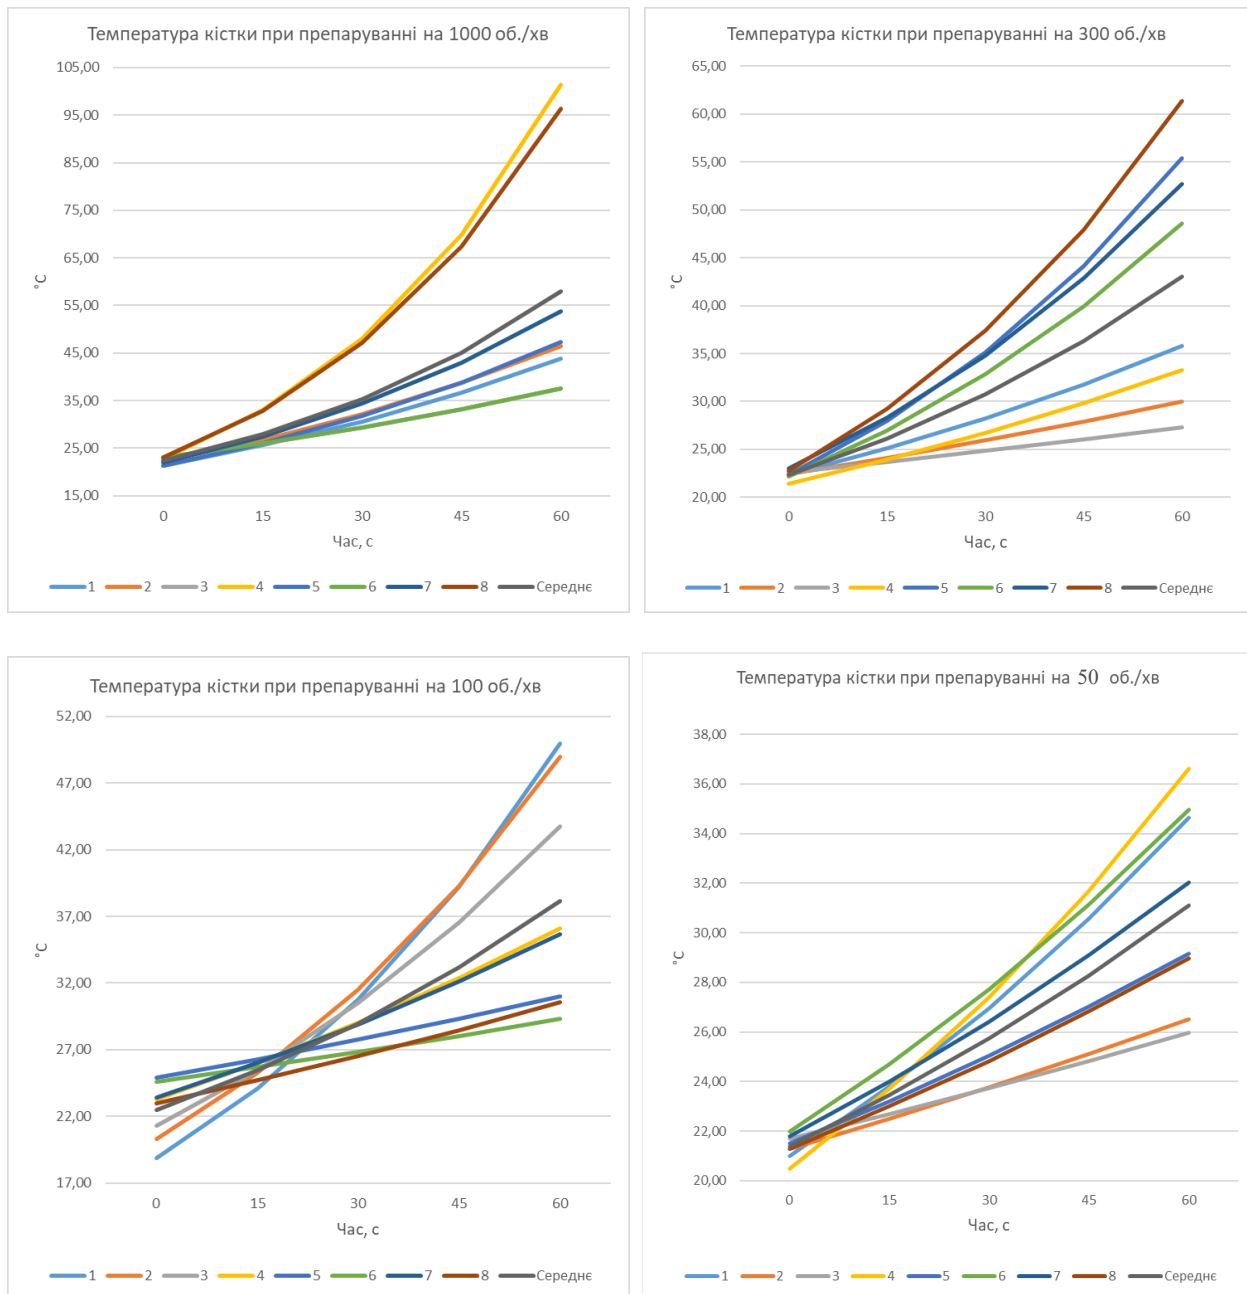 Температура кістки при препаруванні на 1000 об./хв
105,00
95,00
85,00
75,00
65,00
55,00
45,00
35,00
25,00
15,00
°C
0 15 30 45 60
Час, с
1 2 3 4 5 6 7 8 Середнє
Температура кістки при препаруванні на 300 об./хв
65,00
60,00
55,00
50,00
45,00
40,00
35,00
30,00
25,00
20,00
°C
0 15 30 45 60
Час, с
1 2 3 4 5 6 7 8 Середнє
Температура кістки при препаруванні на 100 об./хв
52,00
47,00
42,00
37,00
32,00
27,00
22,00
17,00
°C
0 15 30 45 60
Час, с
1 2 3 4 5 6 7 8 Середнє
Температура кістки при препаруванні на 50 об./хв
38,00
36,00
34,00
32,00
30,00
28,00
26,00
24,00
22,00
20,00
°C
0 15 30 45 60
Час, с
1 2 3 4 5 6 7 8 Середнє